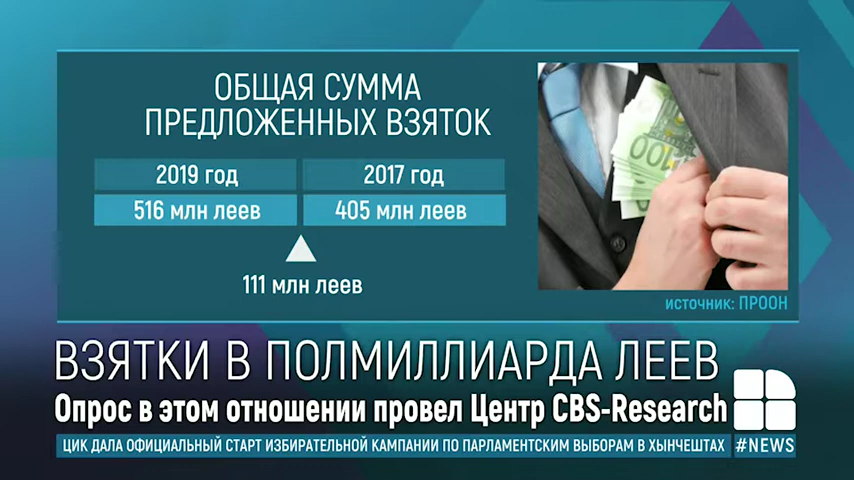 ОБЩАЯ СУММА
ПРЕДЛОЖЕННЫХ ВЗЯТОК
2019 год 2017 год
516 млн леев 405 млн леев
111 млн леев
100
источник: ПРООН
ВЗЯТКИ В ПОЛМИЛЛИАРДА ЛЕЕВ
Опрос в этом отношении провел Центр CBS-Research
ЦИК ДАЛА ОФИЦИАЛЬНЫЙ СТАРТ ИЗБИРАТЕЛЬНОЙ КАМПАНИИ ПО ПАРЛАМЕНТСКИМ ВЫБОРАМ В ХЫНЧЕШТАХ #NEWS